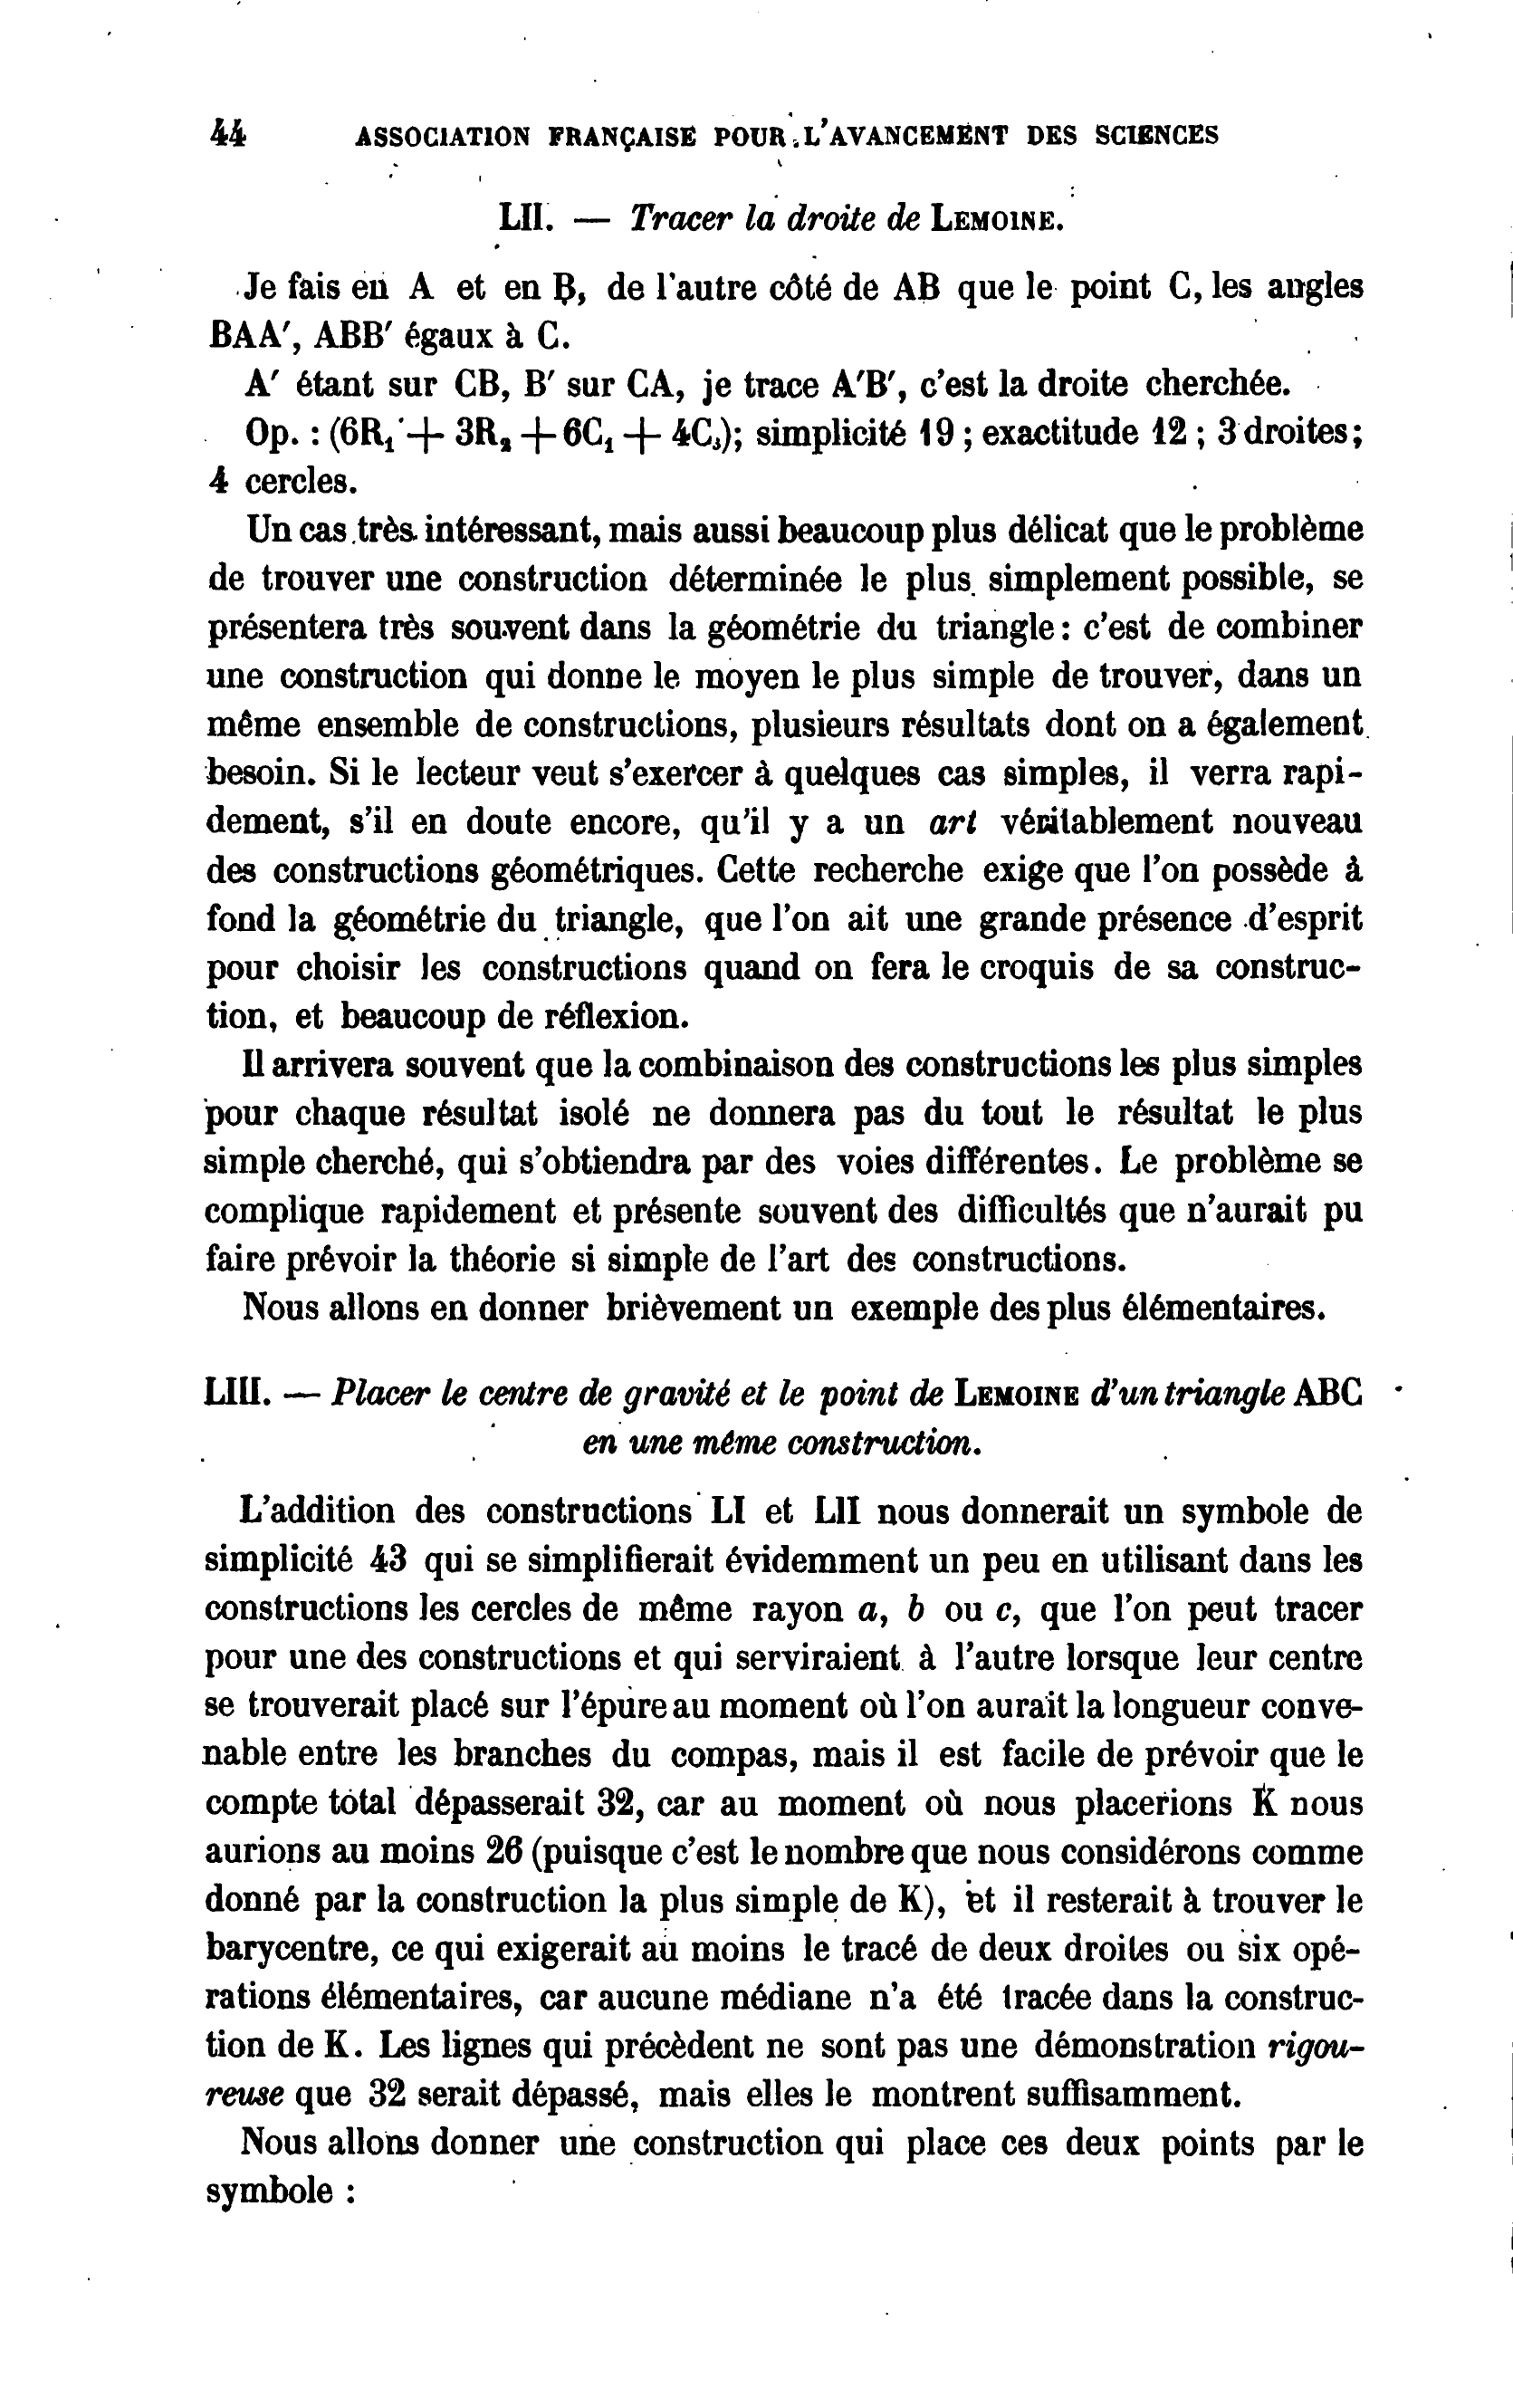 44 ASSOCIATION FRANÇAISE POUR L'AVANCEMENT DES SCIENCES
LII. — Tracer la droite de LEMOINE.
Je fais en A et en B, de l'autre côté de AB que le point C, les angles
BAA′, ABB′ égaux à C.
A′ étant sur CB, B′ sur CA, je trace A′B′, c'est la droite cherchée.
Op. : (6R₁ + 3R₂ + 6C₁ + 4C₃); simplicité 19 ; exactitude 12 ; 3 droites;
4 cercles.
Un cas très intéressant, mais aussi beaucoup plus délicat que le problème
de trouver une construction déterminée le plus simplement possible, se
présentera très souvent dans la géométrie du triangle : c'est de combiner
une construction qui donne le moyen le plus simple de trouver, dans un
même ensemble de constructions, plusieurs résultats dont on a également
besoin. Si le lecteur veut s'exercer à quelques cas simples, il verra rapi-
dement, s'il en doute encore, qu'il y a un art véritablement nouveau
des constructions géométriques. Cette recherche exige que l'on possède à
fond la géométrie du triangle, que l'on ait une grande présence d'esprit
pour choisir les constructions quand on fera le croquis de sa construc-
tion, et beaucoup de réflexion.
Il arrivera souvent que la combinaison des constructions les plus simples
pour chaque résultat isolé ne donnera pas du tout le résultat le plus
simple cherché, qui s'obtiendra par des voies différentes. Le problème se
complique rapidement et présente souvent des difficultés que n'aurait pu
faire prévoir la théorie si simple de l'art des constructions.
Nous allons en donner brièvement un exemple des plus élémentaires.
LIII. — Placer le centre de gravité et le point de LEMOINE d'un triangle ABC
en une même construction.
L'addition des constructions LI et LII nous donnerait un symbole de
simplicité 43 qui se simplifierait évidemment un peu en utilisant dans les
constructions les cercles de même rayon a, b ou c, que l'on peut tracer
pour une des constructions et qui serviraient à l'autre lorsque leur centre
se trouverait placé sur l'épure au moment où l'on aurait la longueur conve-
nable entre les branches du compas, mais il est facile de prévoir que le
compte total dépasserait 32, car au moment où nous placerions K nous
aurions au moins 26 (puisque c'est le nombre que nous considérons comme
donné par la construction la plus simple de K), et il resterait à trouver le
barycentre, ce qui exigerait au moins le tracé de deux droites ou six opé-
rations élémentaires, car aucune médiane n'a été tracée dans la construc-
tion de K. Les lignes qui précèdent ne sont pas une démonstration rigou-
reuse que 32 serait dépassé, mais elles le montrent suffisamment.
Nous allons donner une construction qui place ces deux points par le
symbole :